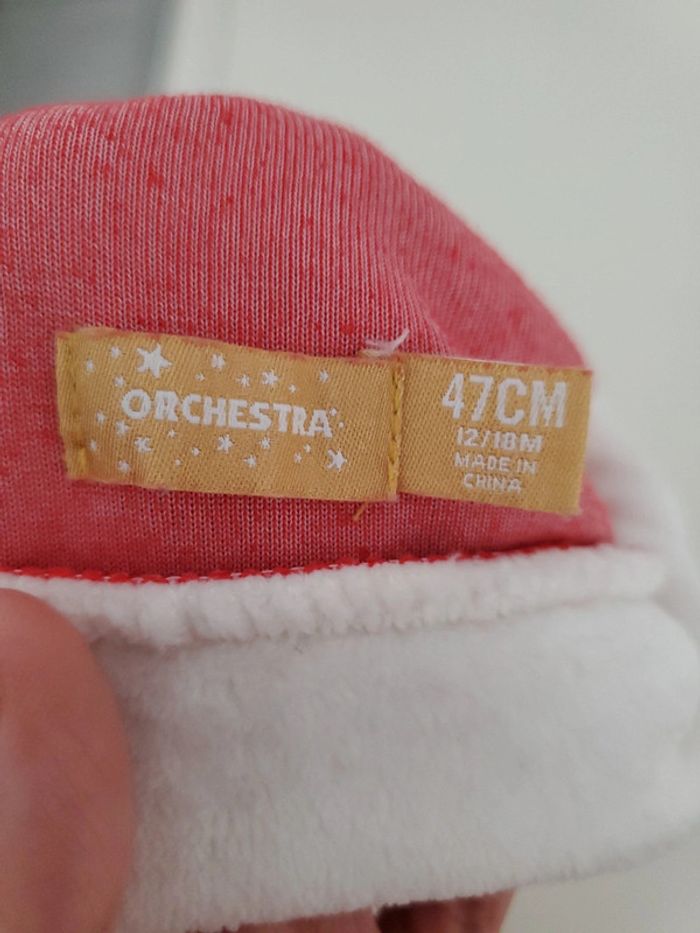 ORCHESTRA
47CM
12/18M
MADE IN
CHINA